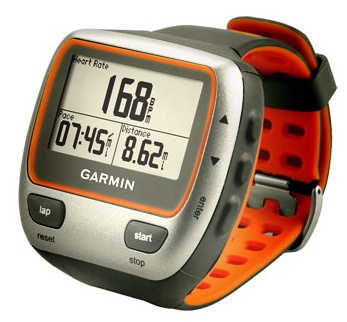 Heart Rate
168
Pace
Distance
07:45
8.62
GARMIN
lap
reset
start
stop
enter